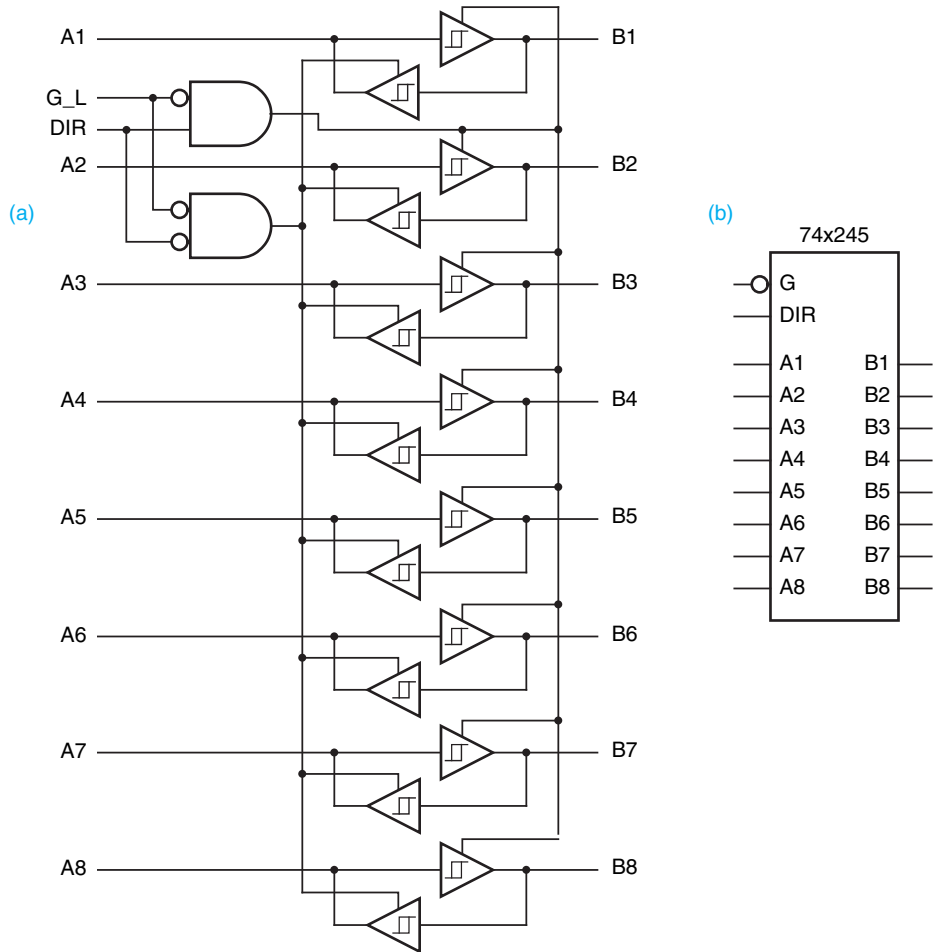 A1 B1
G_L
DIR
A2 B2
(a)
A3 B3
A4 B4
A5 B5
A6 B6
A7 B7
A8 B8
(b)
74x245
G
DIR
A1 B1
A2 B2
A3 B3
A4 B4
A5 B5
A6 B6
A7 B7
A8 B8